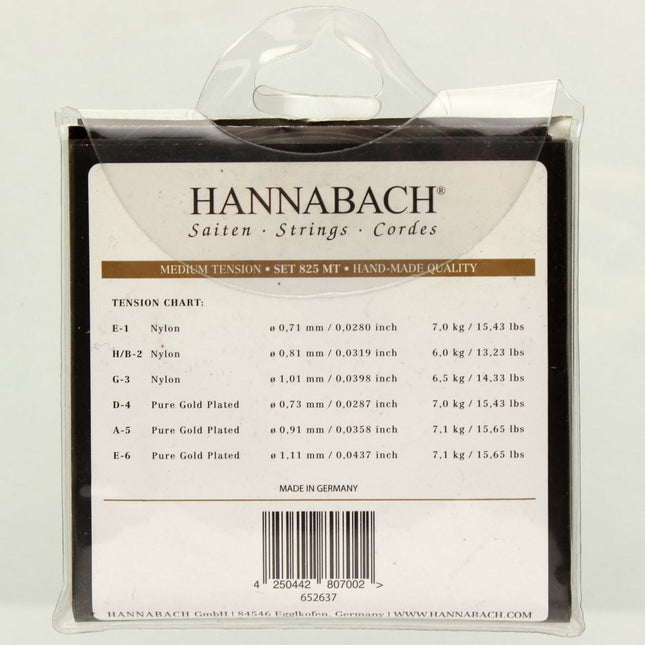 HANNABACH®
Saiten · Strings · Cordes
MEDIUM TENSION • SET 825 MT • HAND-MADE QUALITY
TENSION CHART:
E-1 Nylon ø 0,71 mm / 0,0280 inch 7,0 kg / 15,43 lbs
H/B-2 Nylon ø 0,81 mm / 0,0319 inch 6,0 kg / 13,23 lbs
G-3 Nylon ø 1,01 mm / 0,0398 inch 6,5 kg / 14,33 lbs
D-4 Pure Gold Plated ø 0,73 mm / 0,0287 inch 7,0 kg / 15,43 lbs
A-5 Pure Gold Plated ø 0,91 mm / 0,0358 inch 7,1 kg / 15,65 lbs
E-6 Pure Gold Plated ø 1,11 mm / 0,0437 inch 7,1 kg / 15,65 lbs
MADE IN GERMANY
4 250442 807002 >
652637
HANNABACH GmbH | 84546 Egglkofen, Germany | WWW.HANNABACH.COM